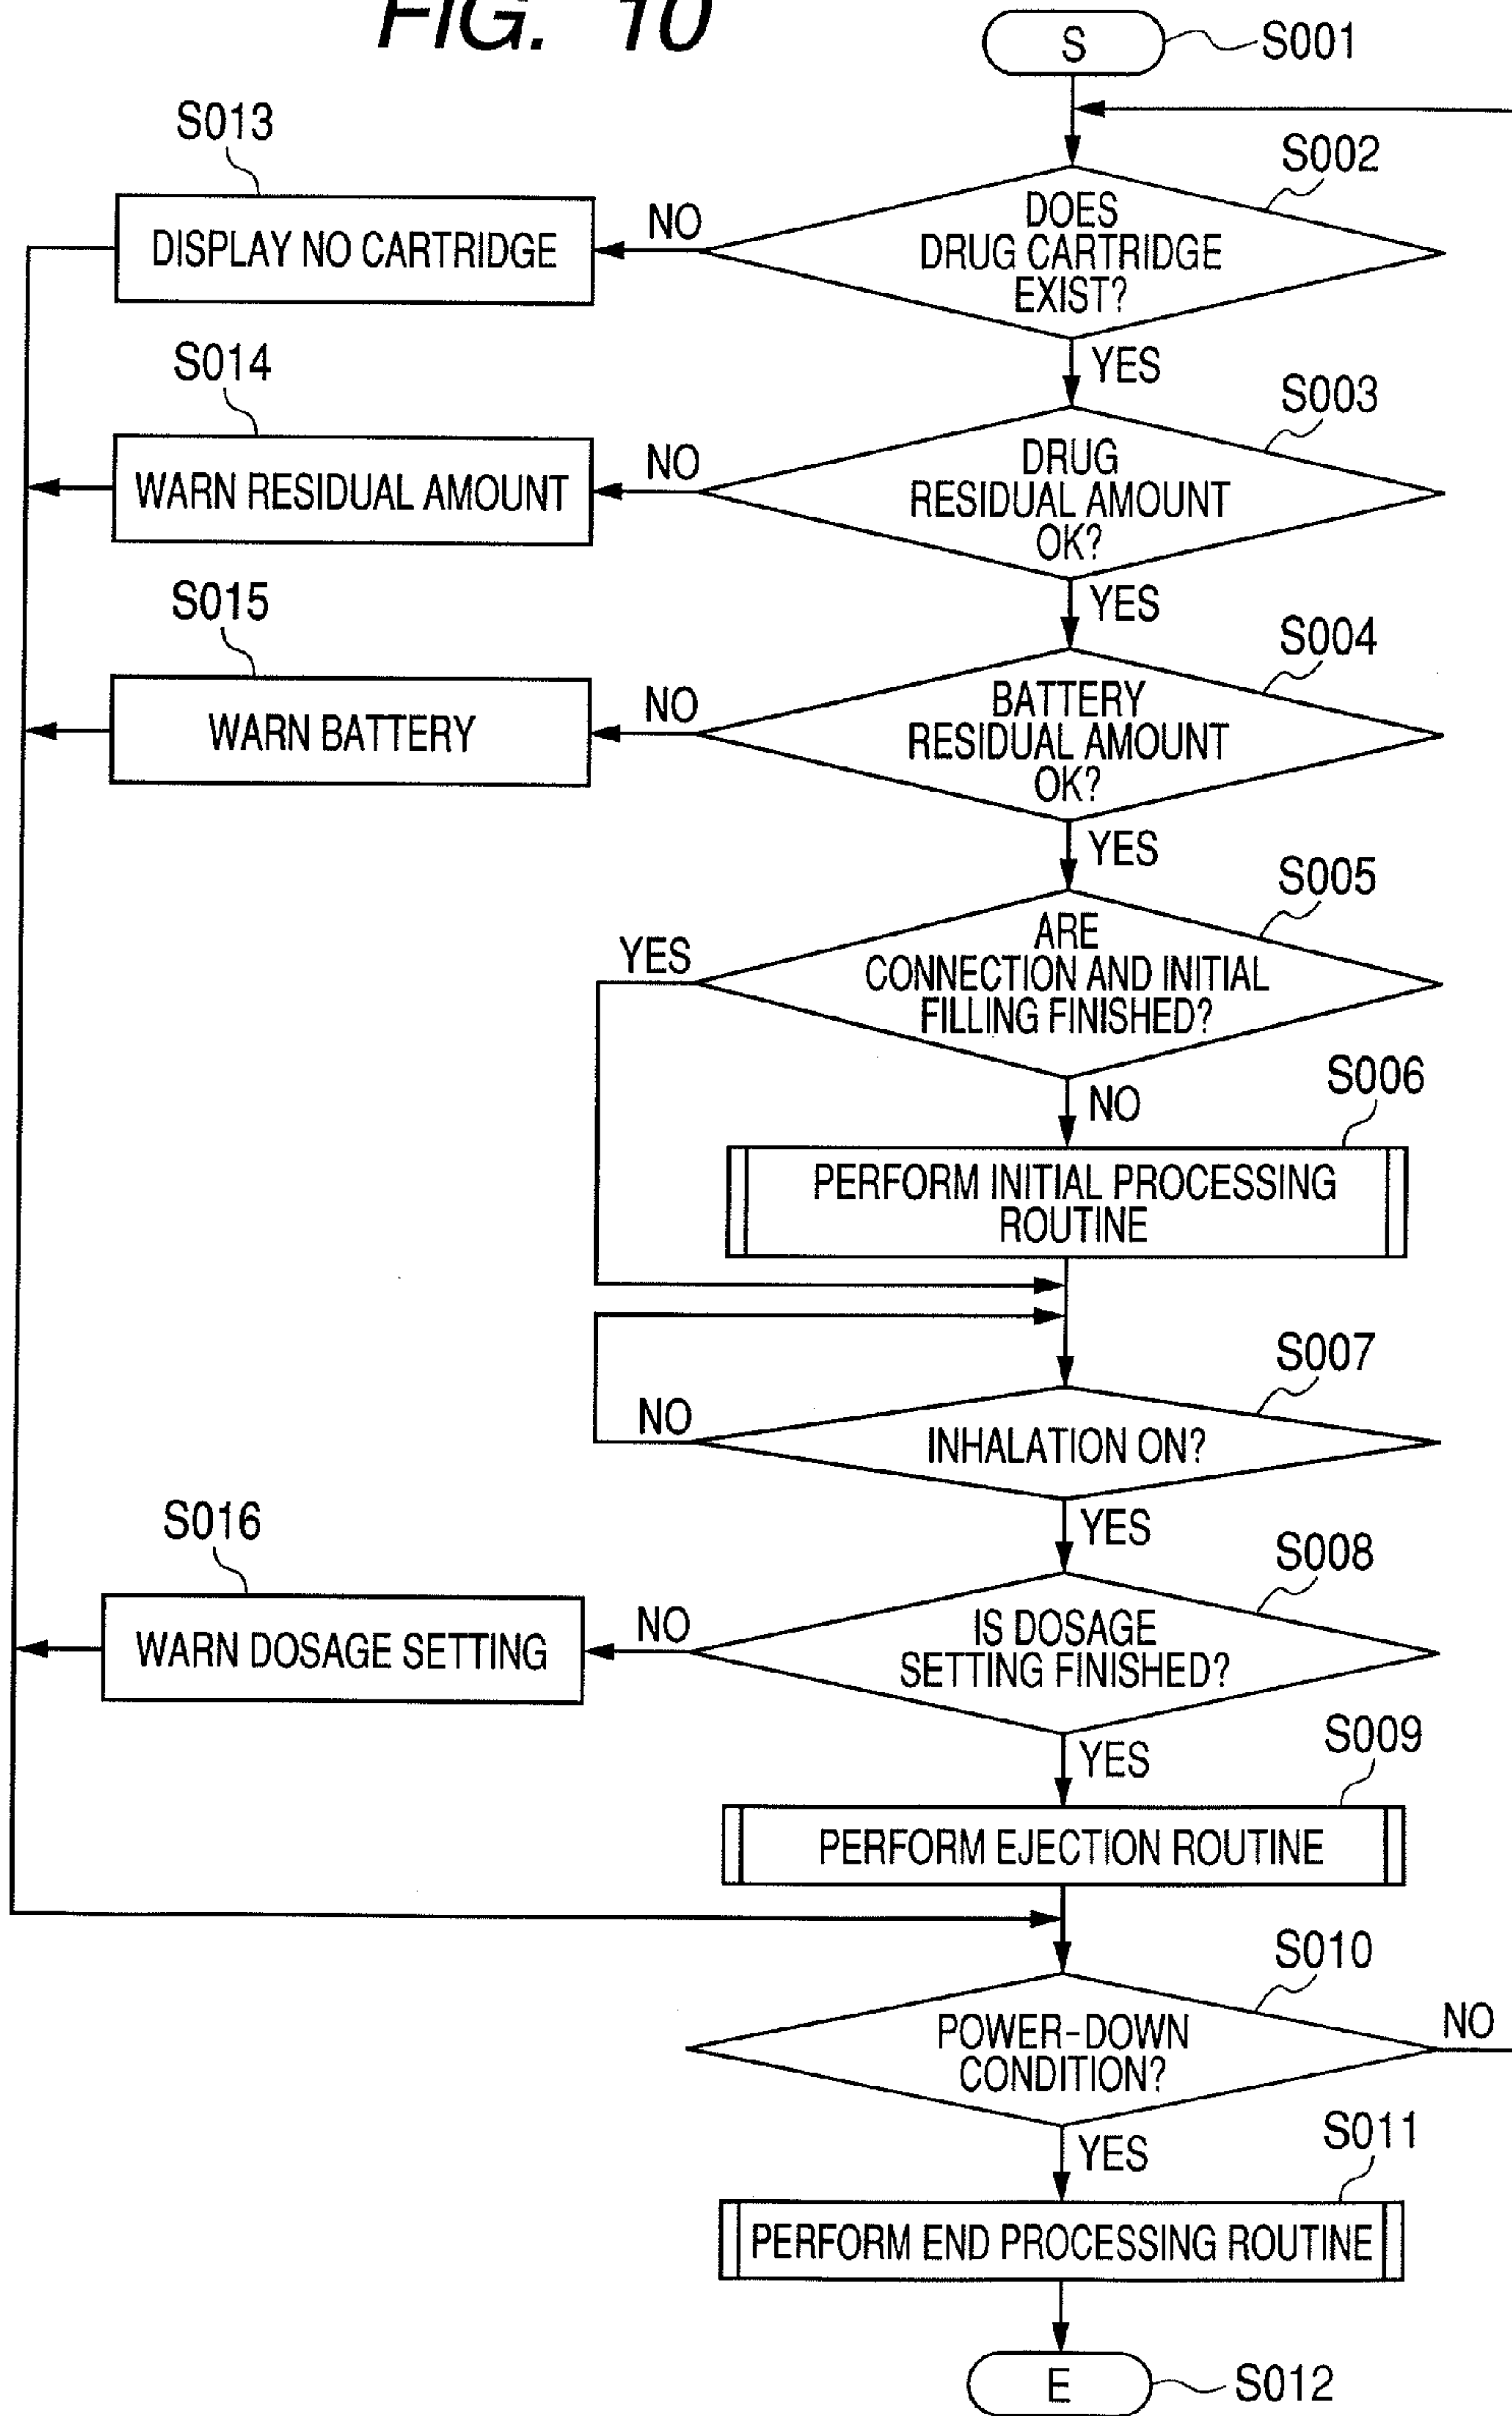 FIG. 10
S
S001
S013
S002
DISPLAY NO CARTRIDGE
NO
DOES
DRUG CARTRIDGE
EXIST?
YES
S014
S003
WARN RESIDUAL AMOUNT
NO
DRUG
RESIDUAL AMOUNT
OK?
YES
S015
S004
WARN BATTERY
NO
BATTERY
RESIDUAL AMOUNT
OK?
YES
S005
YES
ARE
CONNECTION AND INITIAL
FILLING FINISHED?
NO
S006
PERFORM INITIAL PROCESSING
ROUTINE
S007
NO
INHALATION ON?
YES
S016
S008
WARN DOSAGE SETTING
NO
IS DOSAGE
SETTING FINISHED?
YES
S009
PERFORM EJECTION ROUTINE
S010
POWER-DOWN
CONDITION?
NO
YES
S011
PERFORM END PROCESSING ROUTINE
E
S012